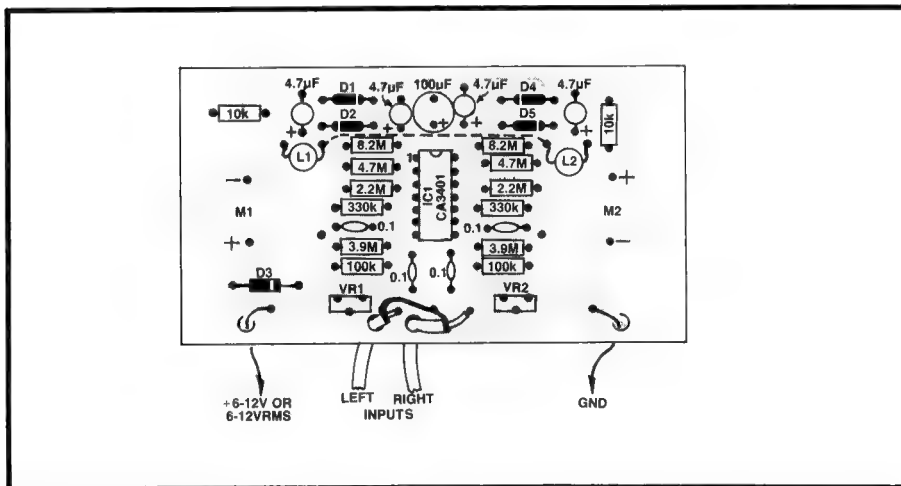 4.7µF D1 4.7µF 100µF 4.7µF D4 4.7µF
10k D2 D5 10k
+ + + + +
L1 8.2M 8.2M L2
4.7M 1 4.7M
− 2.2M IC1 CA3401 2.2M +
M1 330k 330k M2
0.1 0.1
+ 3.9M 3.9M −
D3 100k 0.1 0.1 100k
VR1 VR2
LEFT RIGHT
+6-12V OR INPUTS GND
6-12VRMS